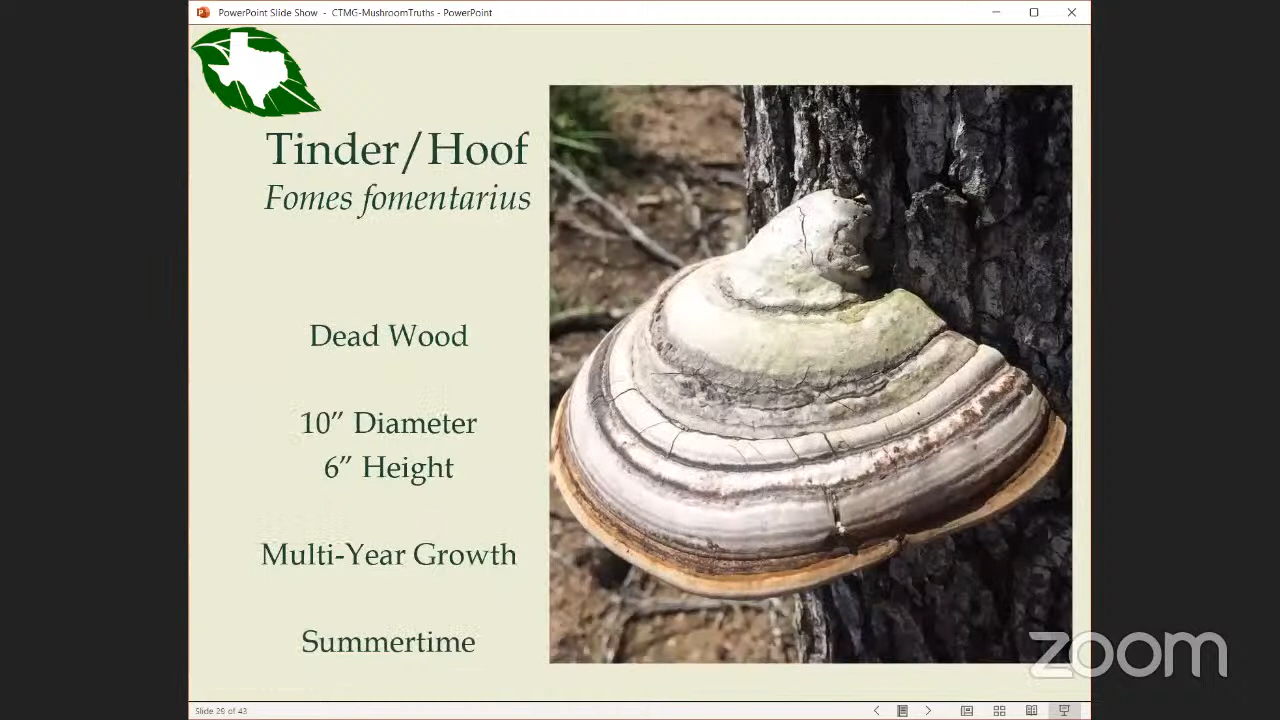 PowerPoint Slide Show - CTMG-MushroomTruths - PowerPoint
Tinder/Hoof
Fomes fomentarius
Dead Wood
10” Diameter
6” Height
Multi-Year Growth
Summertime
zoom
Slide 29 of 43